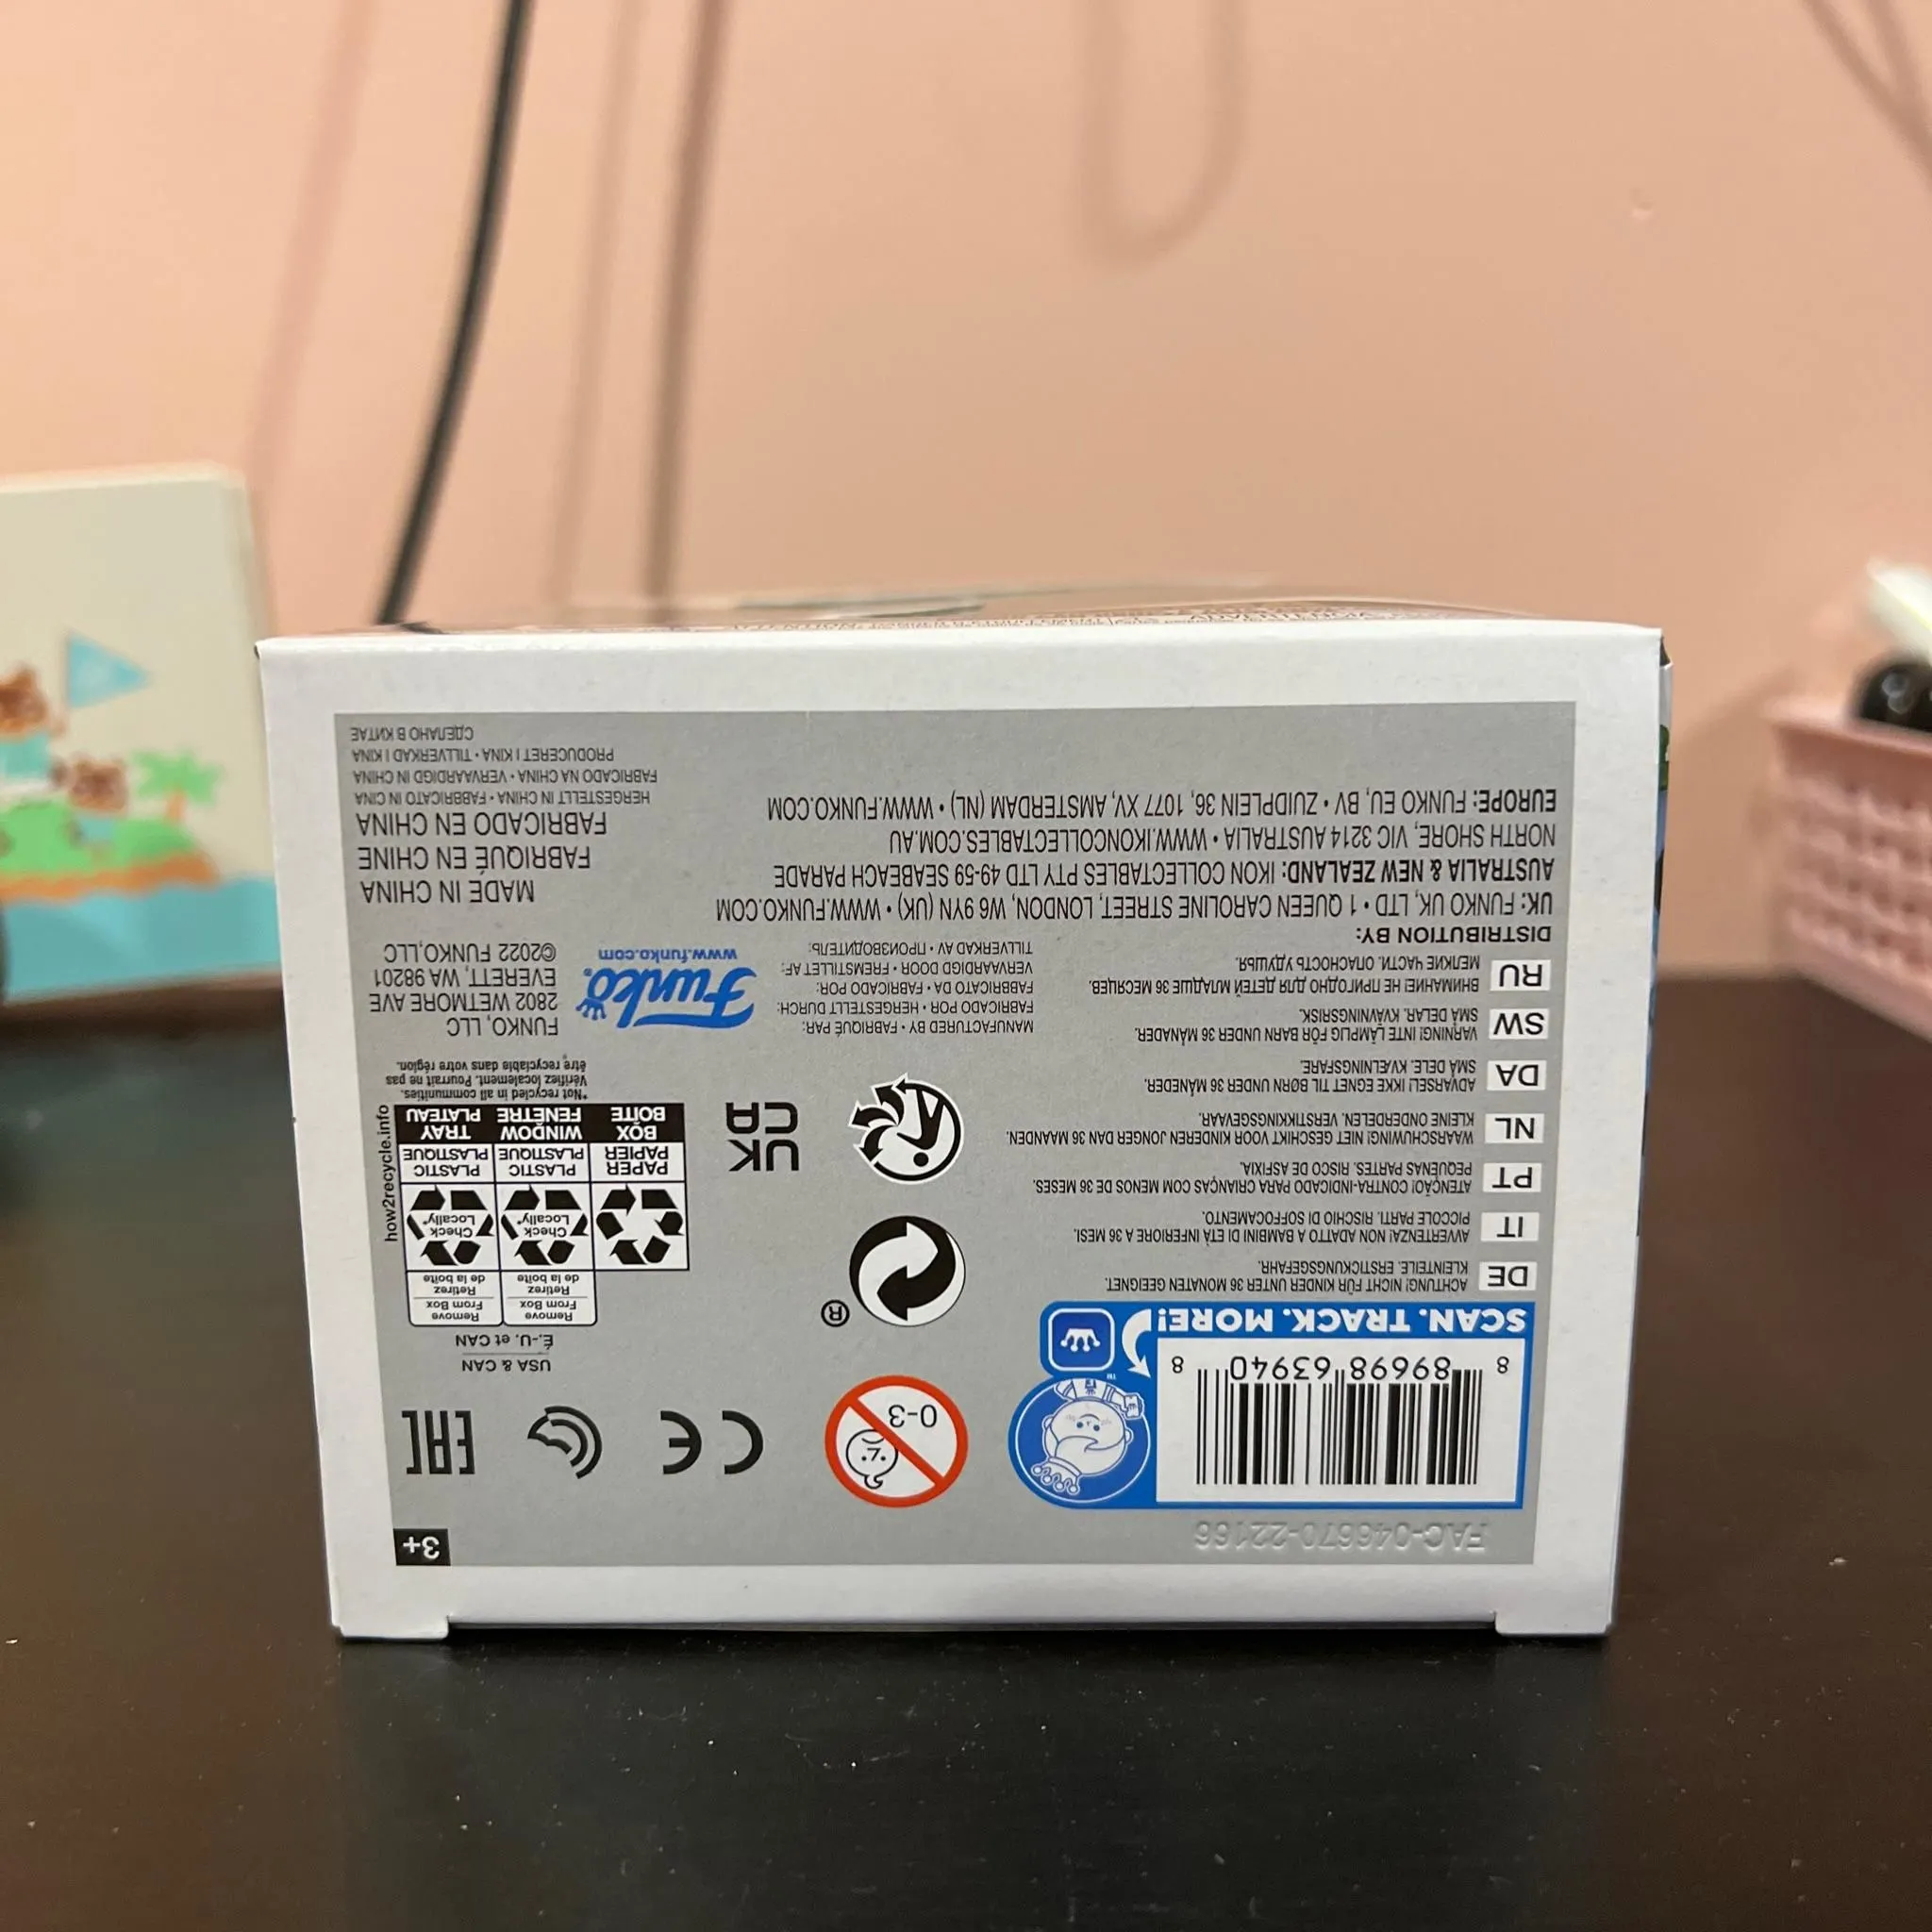 FAC-046670-22166
3+
8 89698 63940 8
SCAN. TRACK. MORE!
™
0-3
CE
EAC
USA & CAN
É.-U. et CAN
®
Remove
From Box
Retirez
de la boîte
Remove
From Box
Retirez
de la boîte
Check
Locally*
Check
Locally*
PAPER
PAPIER
PLASTIC
PLASTIQUE
PLASTIC
PLASTIQUE
BOX
BOÎTE
WINDOW
FENÊTRE
TRAY
PLATEAU
how2recycle.info
*Not recycled in all communities.
Vérifiez localement. Pourrait ne pas
être recyclable dans votre région.
UK
CA
DE
ACHTUNG! NICHT FÜR KINDER UNTER 36 MONATEN GEEIGNET.
KLEINTEILE. ERSTICKUNGSGEFAHR.
IT
AVVERTENZA! NON ADATTO A BAMBINI DI ETÀ INFERIORE A 36 MESI.
PICCOLE PARTI. RISCHIO DI SOFFOCAMENTO.
PT
ATENÇÃO! CONTRA-INDICADO PARA CRIANÇAS COM MENOS DE 36 MESES.
PEQUENAS PARTES. RISCO DE ASFIXIA.
NL
WAARSCHUWING! NIET GESCHIKT VOOR KINDEREN JONGER DAN 36 MAANDEN.
KLEINE ONDERDELEN. VERSTIKKINGSGEVAAR.
DA
ADVARSEL! IKKE EGNET TIL BØRN UNDER 36 MÅNEDER.
SMÅ DELE. KVÆLNINGSFARE.
SW
VARNING! INTE LÄMPLIG FÖR BARN UNDER 36 MÅNADER.
SMÅ DELAR. KVÄVNINGSRISK.
RU
ВНИМАНИЕ! НЕ ПРИГОДНО ДЛЯ ДЕТЕЙ МЛАДШЕ 36 МЕСЯЦЕВ.
МЕЛКИЕ ЧАСТИ. ОПАСНОСТЬ УДУШЬЯ.
MANUFACTURED BY • FABRIQUÉ PAR:
FABRICADO POR • HERGESTELLT DURCH:
FABBRICATO DA • FABRICADO POR:
VERVAARDIGD DOOR • FREMSTILLET AF:
TILLVERKAD AV • ПРОИЗВОДИТЕЛЬ:
Funko®
www.funko.com
FUNKO, LLC
2802 WETMORE AVE
EVERETT, WA 98201
©2022 FUNKO,LLC
DISTRIBUTION BY:
UK: FUNKO UK, LTD • 1 QUEEN CAROLINE STREET, LONDON, W6 9YN (UK) • WWW.FUNKO.COM
AUSTRALIA & NEW ZEALAND: IKON COLLECTABLES PTY LTD 49-59 SEABEACH PARADE
NORTH SHORE, VIC 3214 AUSTRALIA • WWW.IKONCOLLECTABLES.COM.AU
EUROPE: FUNKO EU, BV • ZUIDPLEIN 36, 1077 XV, AMSTERDAM (NL) • WWW.FUNKO.COM
MADE IN CHINA
FABRIQUÉ EN CHINE
FABRICADO EN CHINA
HERGESTELLT IN CHINA • FABBRICATO IN CINA
FABRICADO NA CHINA • VERVAARDIGD IN CHINA
PRODUCERET I KINA • TILLVERKAD I KINA
СДЕЛАНО В КИТАЕ